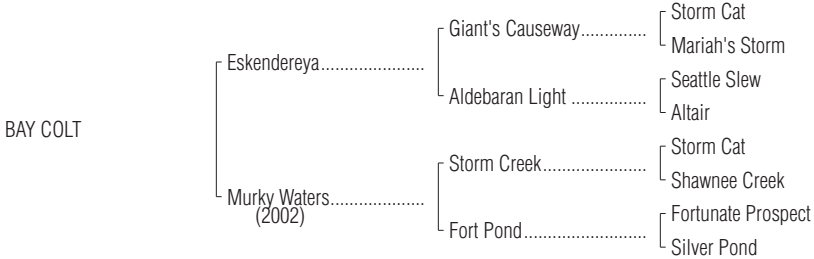 Storm Cat
Giant's Causeway..............
Mariah's Storm
Eskendereya......................
Seattle Slew
Aldebaran Light ................
Altair
BAY COLT
Storm Cat
Storm Creek......................
Shawnee Creek
Murky Waters....................
(2002)
Fortunate Prospect
Fort Pond..........................
Silver Pond